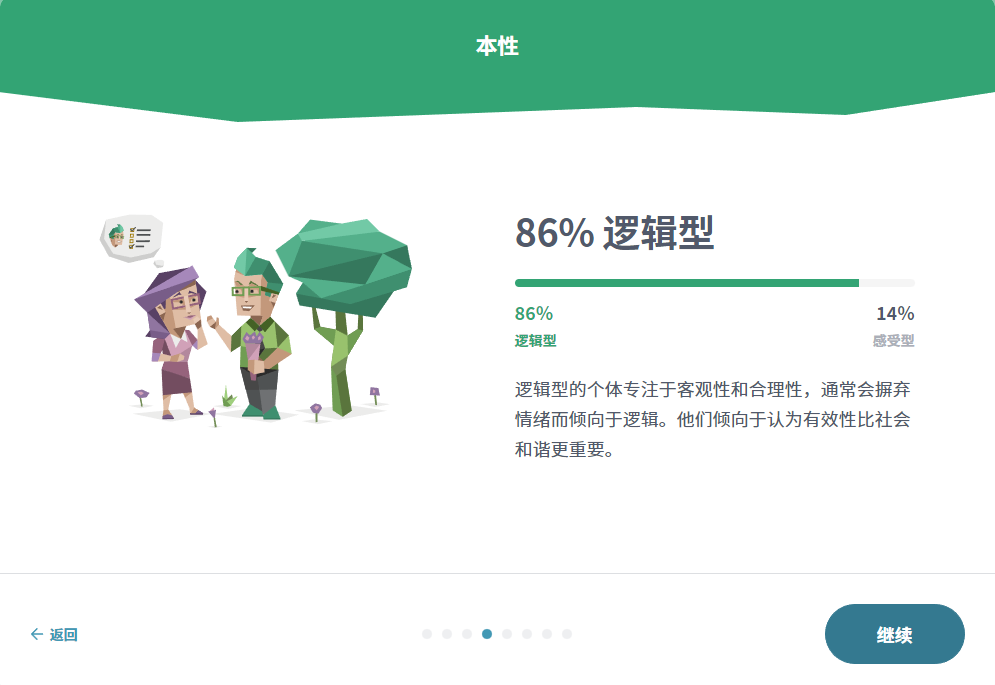 本性
86% 逻辑型
86%
14%
逻辑型
感受型
逻辑型的个体专注于客观性和合理性，通常会摒弃
情绪而倾向于逻辑。他们倾向于认为有效性比社会
和谐更重要。
← 返回
继续